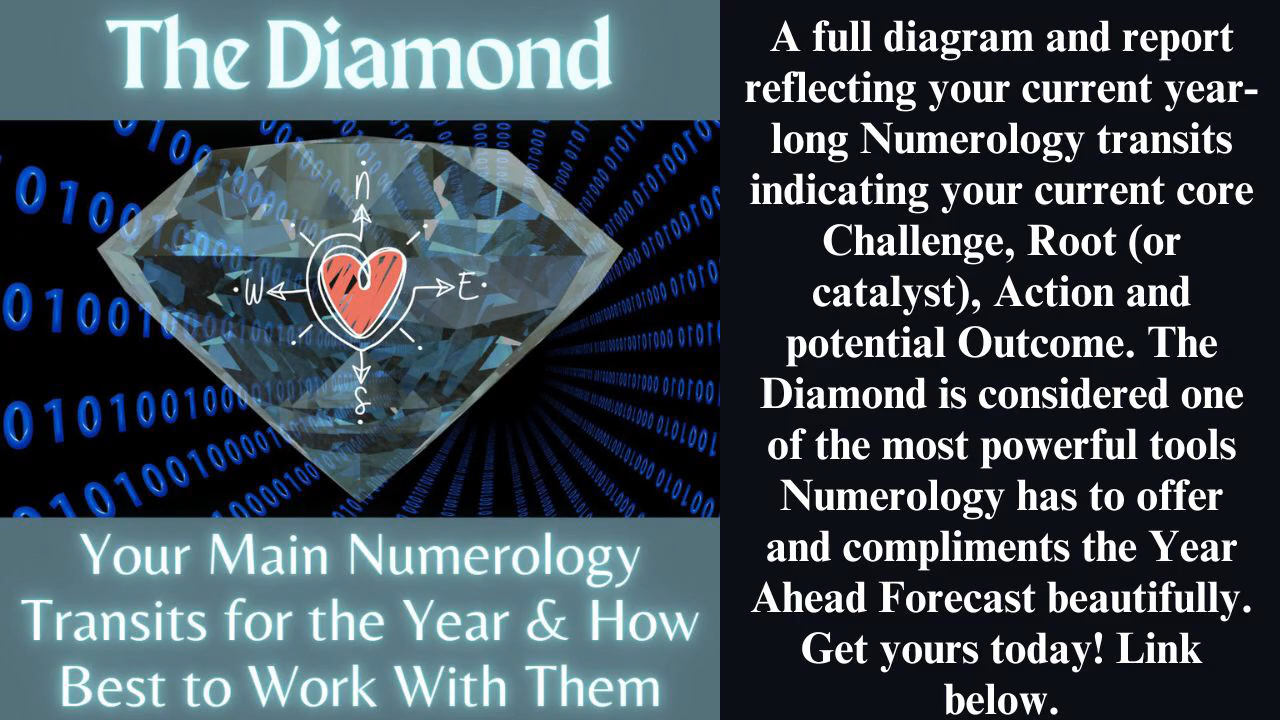 The Diamond
n
W
E
S
Your Main Numerology
Transits for the Year & How
Best to Work With Them
A full diagram and report
reflecting your current year-
long Numerology transits
indicating your current core
Challenge, Root (or
catalyst), Action and
potential Outcome. The
Diamond is considered one
of the most powerful tools
Numerology has to offer
and compliments the Year
Ahead Forecast beautifully.
Get yours today! Link
below.